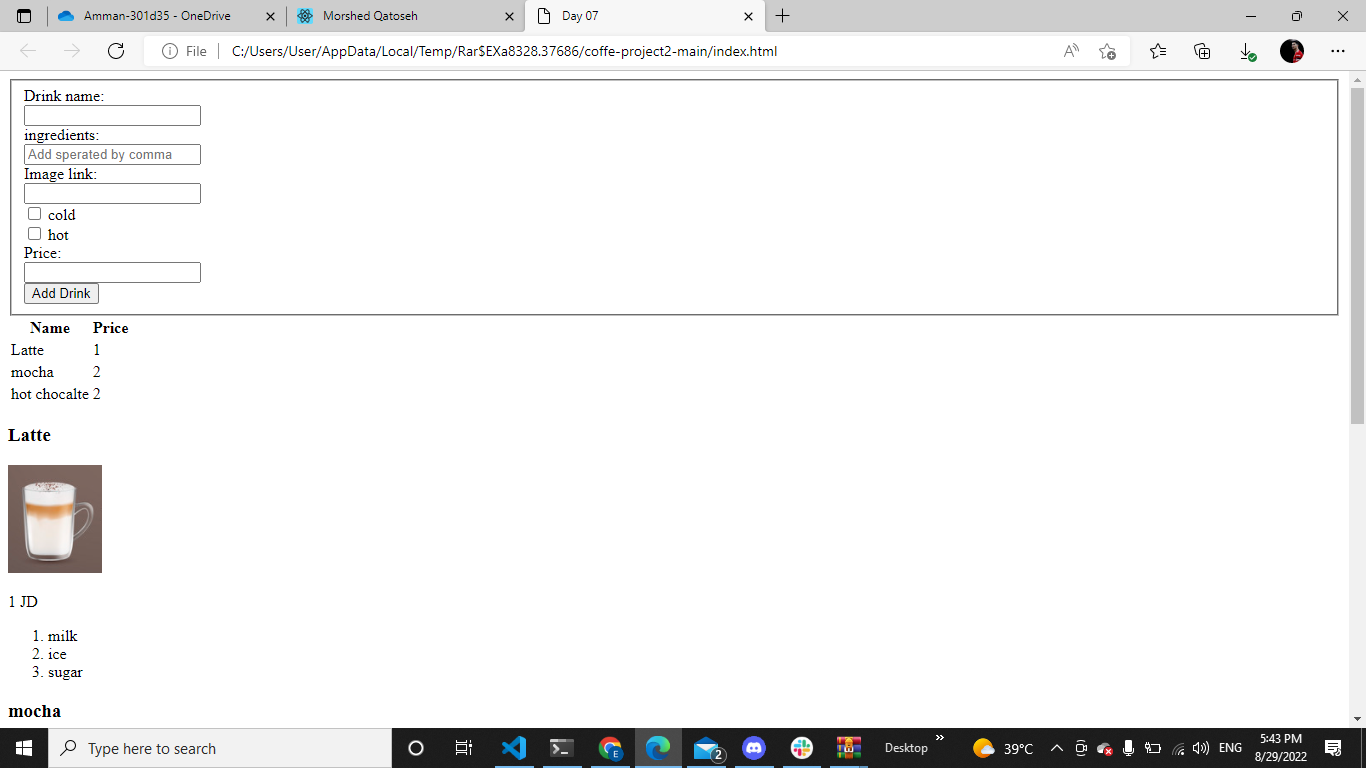 Amman-301d35 - OneDrive
Morshed Qatoseh
Day 07
File
C:/Users/User/AppData/Local/Temp/Rar$EXa8328.37686/coffe-project2-main/index.html
Drink name:
ingredients:
Add sperated by comma
Image link:
cold
hot
Price:
Add Drink
Name Price
Latte 1
mocha 2
hot chocalte 2
Latte
1 JD
1. milk
2. ice
3. sugar
mocha
Type here to search
E
2
Desktop
39°C
ENG
5:43 PM
8/29/2022